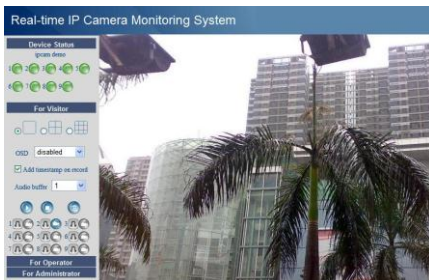 Real-time IP Camera Monitoring System
Device Status
ipcam demo
1 2 3 4 5
6 7 8 9
For Visitor
OSD disabled
Add timestamp on record
Audio buffer 1
1 2 3
4 5 6
7 8 9
For Operator
For Administrator